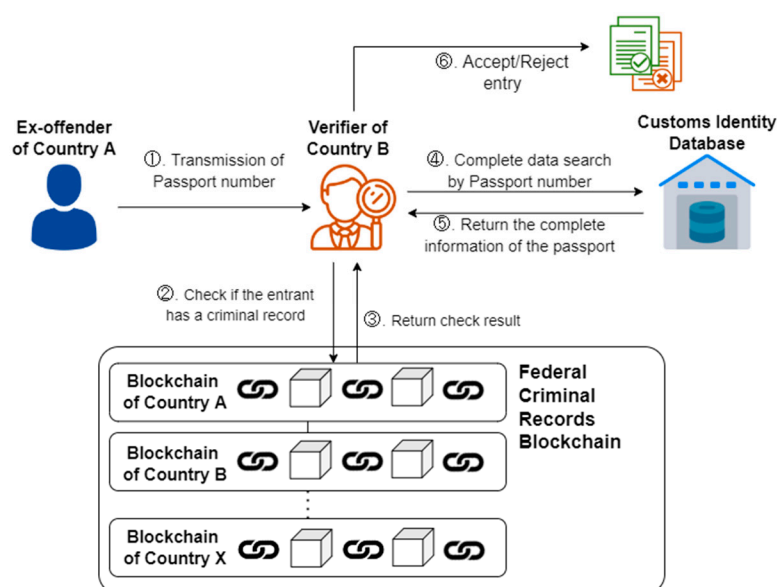 ⑥. Accept/Reject
entry
Ex-offender
of Country A
①. Transmission of
Passport number
Verifier of
Country B
④. Complete data search
by Passport number
Customs Identity
Database
⑤. Return the complete
information of the passport
②. Check if the entrant
has a criminal record
③. Return check result
Blockchain
of Country A
Federal
Criminal
Records
Blockchain
Blockchain
of Country B
Blockchain
of Country X